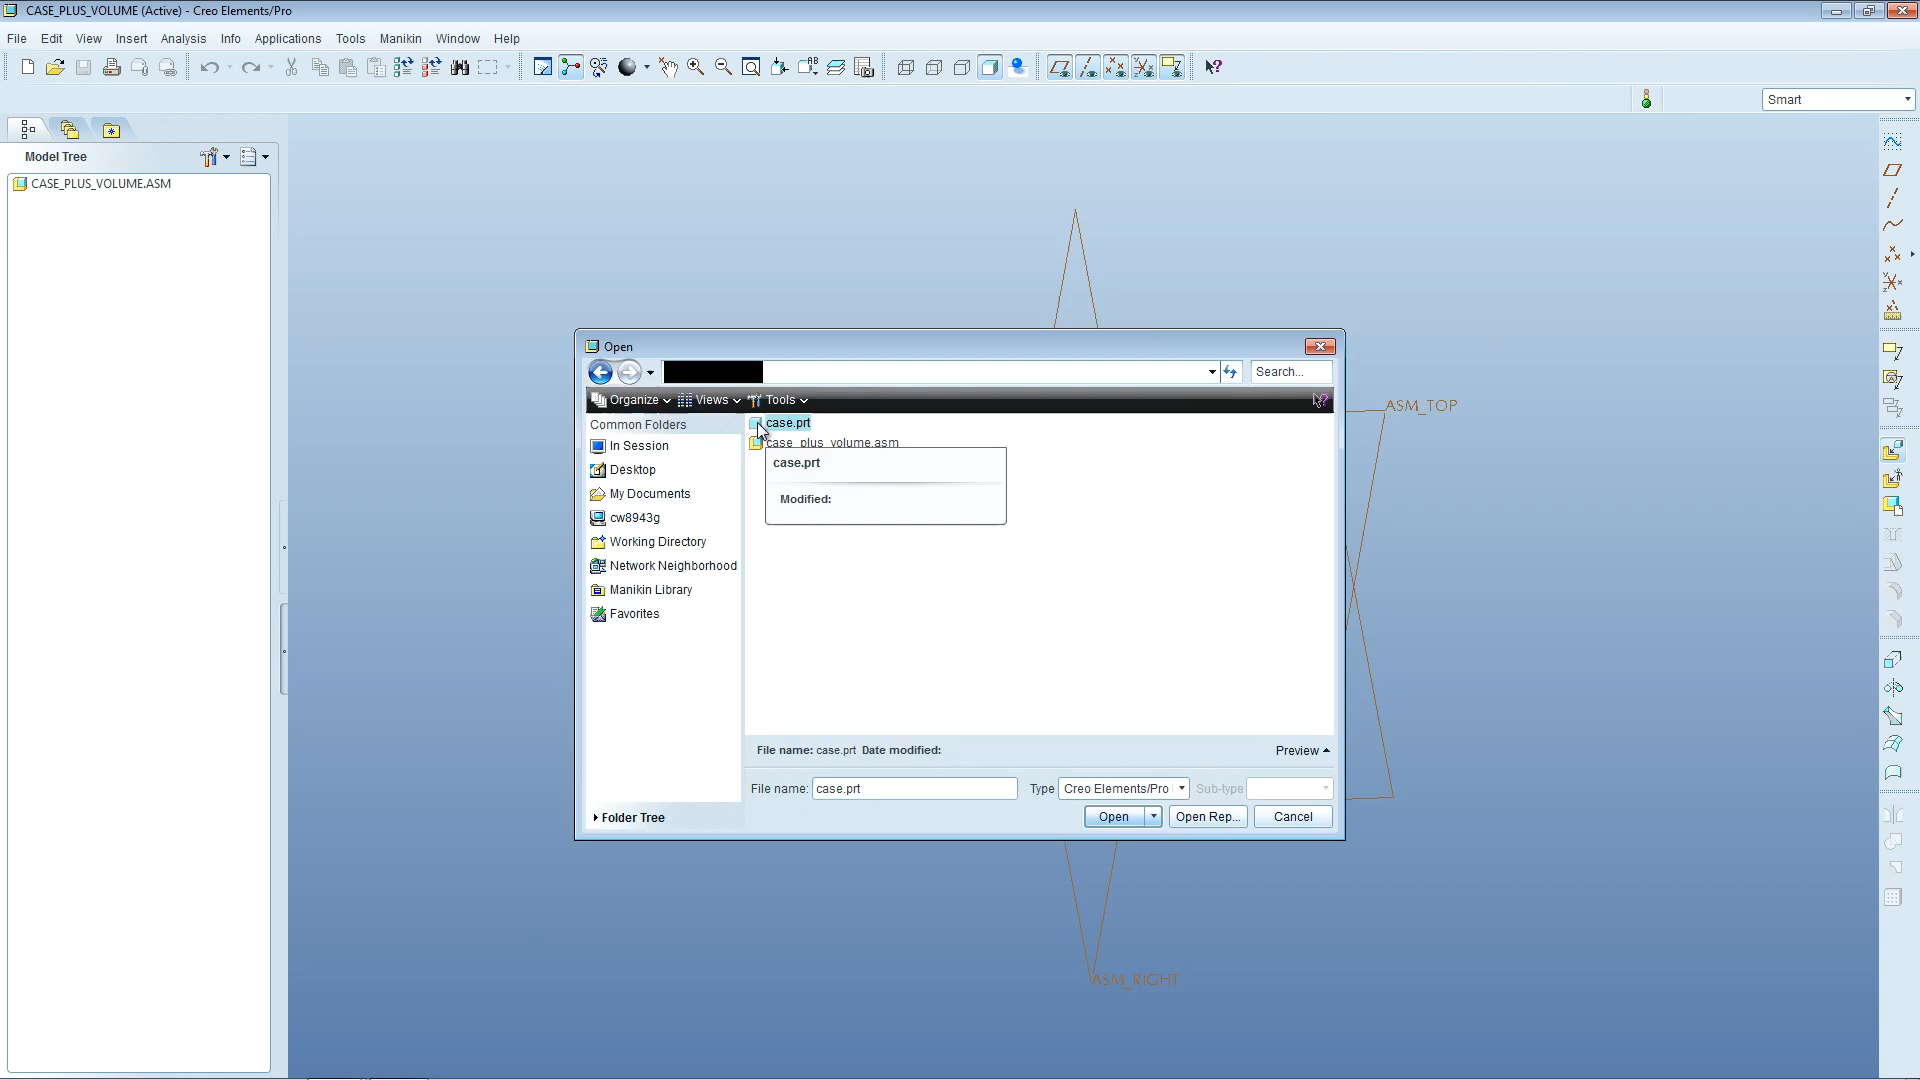 CASE_PLUS_VOLUME (Active) - Creo Elements/Pro
File Edit View Insert Analysis Info Applications Tools Manikin Window Help
Smart
Model Tree
CASE_PLUS_VOLUME.ASM
Open
Search...
Organize Views Tools
Common Folders
In Session
Desktop
My Documents
cw8943g
Working Directory
Network Neighborhood
Manikin Library
Favorites
Folder Tree
case.prt
case_plus_volume.asm
case.prt
Modified:
File name: case.prt Date modified:
Preview
File name: case.prt
Type Creo Elements/Pro
Sub-type
Open
Open Rep...
Cancel
ASM_TOP
ASM_RIGHT